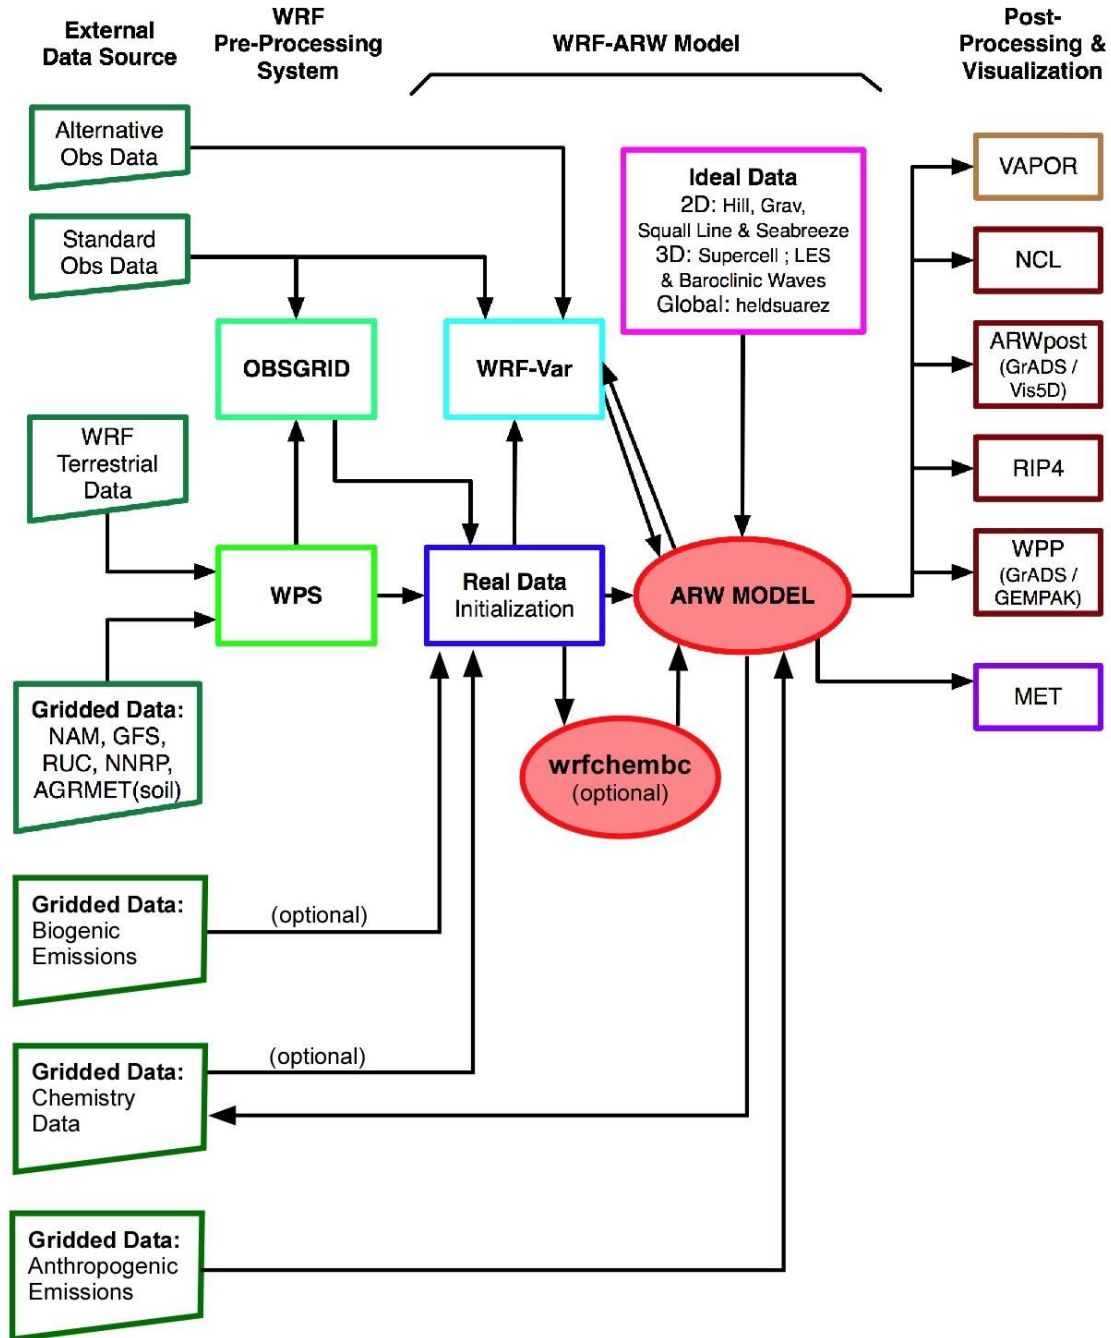 External
Data Source
WRF
Pre-Processing
System
WRF-ARW Model
Post-
Processing &
Visualization
Alternative
Obs Data
Standard
Obs Data
WRF
Terrestrial
Data
Gridded Data:
NAM, GFS,
RUC, NNRP,
AGRMET(soil)
Gridded Data:
Biogenic
Emissions
Gridded Data:
Chemistry
Data
Gridded Data:
Anthropogenic
Emissions
(optional)
(optional)
OBSGRID
WPS
WRF-Var
Real Data
Initialization
Ideal Data
2D: Hill, Grav,
Squall Line & Seabreeze
3D: Supercell ; LES
& Baroclinic Waves
Global: heldsuarez
ARW MODEL
wrfchembc
(optional)
VAPOR
NCL
ARWpost
(GrADS /
Vis5D)
RIP4
WPP
(GrADS /
GEMPAK)
MET